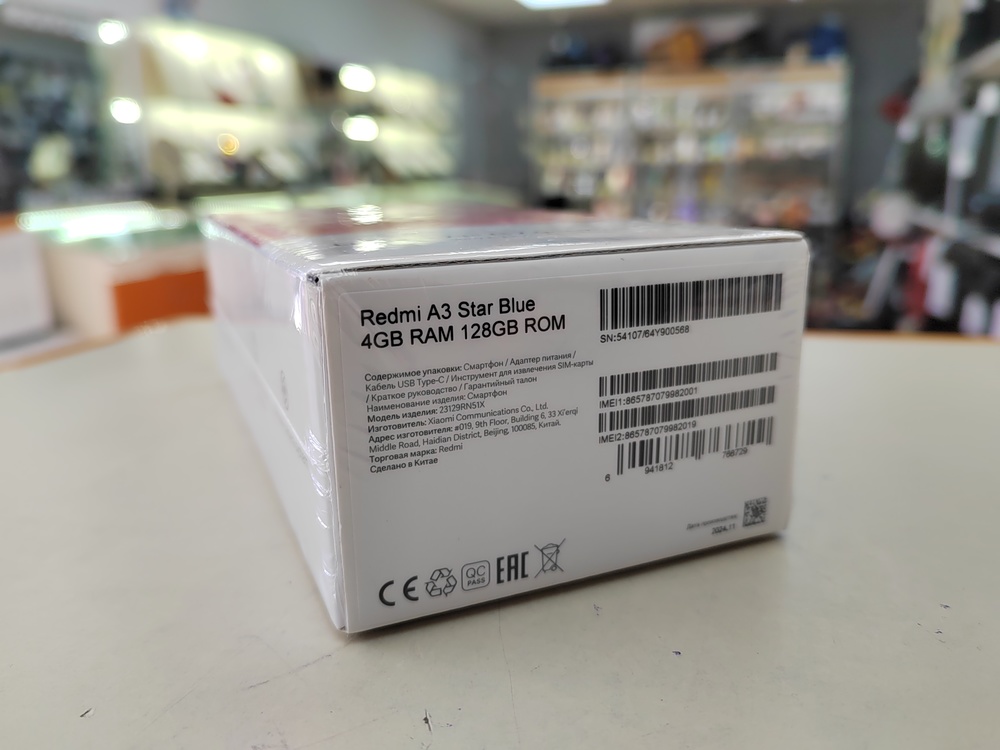 Redmi A3 Star Blue
4GB RAM 128GB ROM
Содержимое упаковки: Смартфон / Адаптер питания /
Кабель USB Type-C / Инструмент для извлечения SIM-карты
/ Краткое руководство / Гарантийный талон
Наименование изделия: Смартфон
Модель изделия: 23129RN51X
Изготовитель: Xiaomi Communications Co., Ltd.
Адрес изготовителя: #019, 9th Floor, Building 6, 33 Xi'erqi
Middle Road, Haidian District, Beijing, 100085, Китай.
Торговая марка: Redmi
Сделано в Китае
SN:54107/64Y900568
IMEI1:865787079982001
IMEI2:865787079982019
6 941812 768729
Дата производства:
2024.11
CE
QC
PASS
EAC